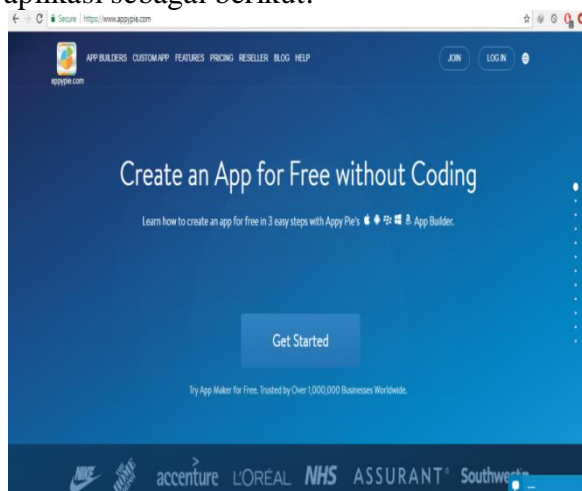 aplikasi sebagai berikut:
Secure | https://www.appypie.com
appypie.com
APP BUILDERS CUSTOM APP FEATURES PRICING RESELLER BLOG HELP
JOIN LOG IN
Create an App for Free without Coding
Learn how to create an app for free in 3 easy steps with Appy Pie's App Builder.
Get Started
Try App Maker for Free. Trusted by Over 1,000,000 Businesses Worldwide.
NIKE accenture L'ORÉAL NHS ASSURANT Southwest